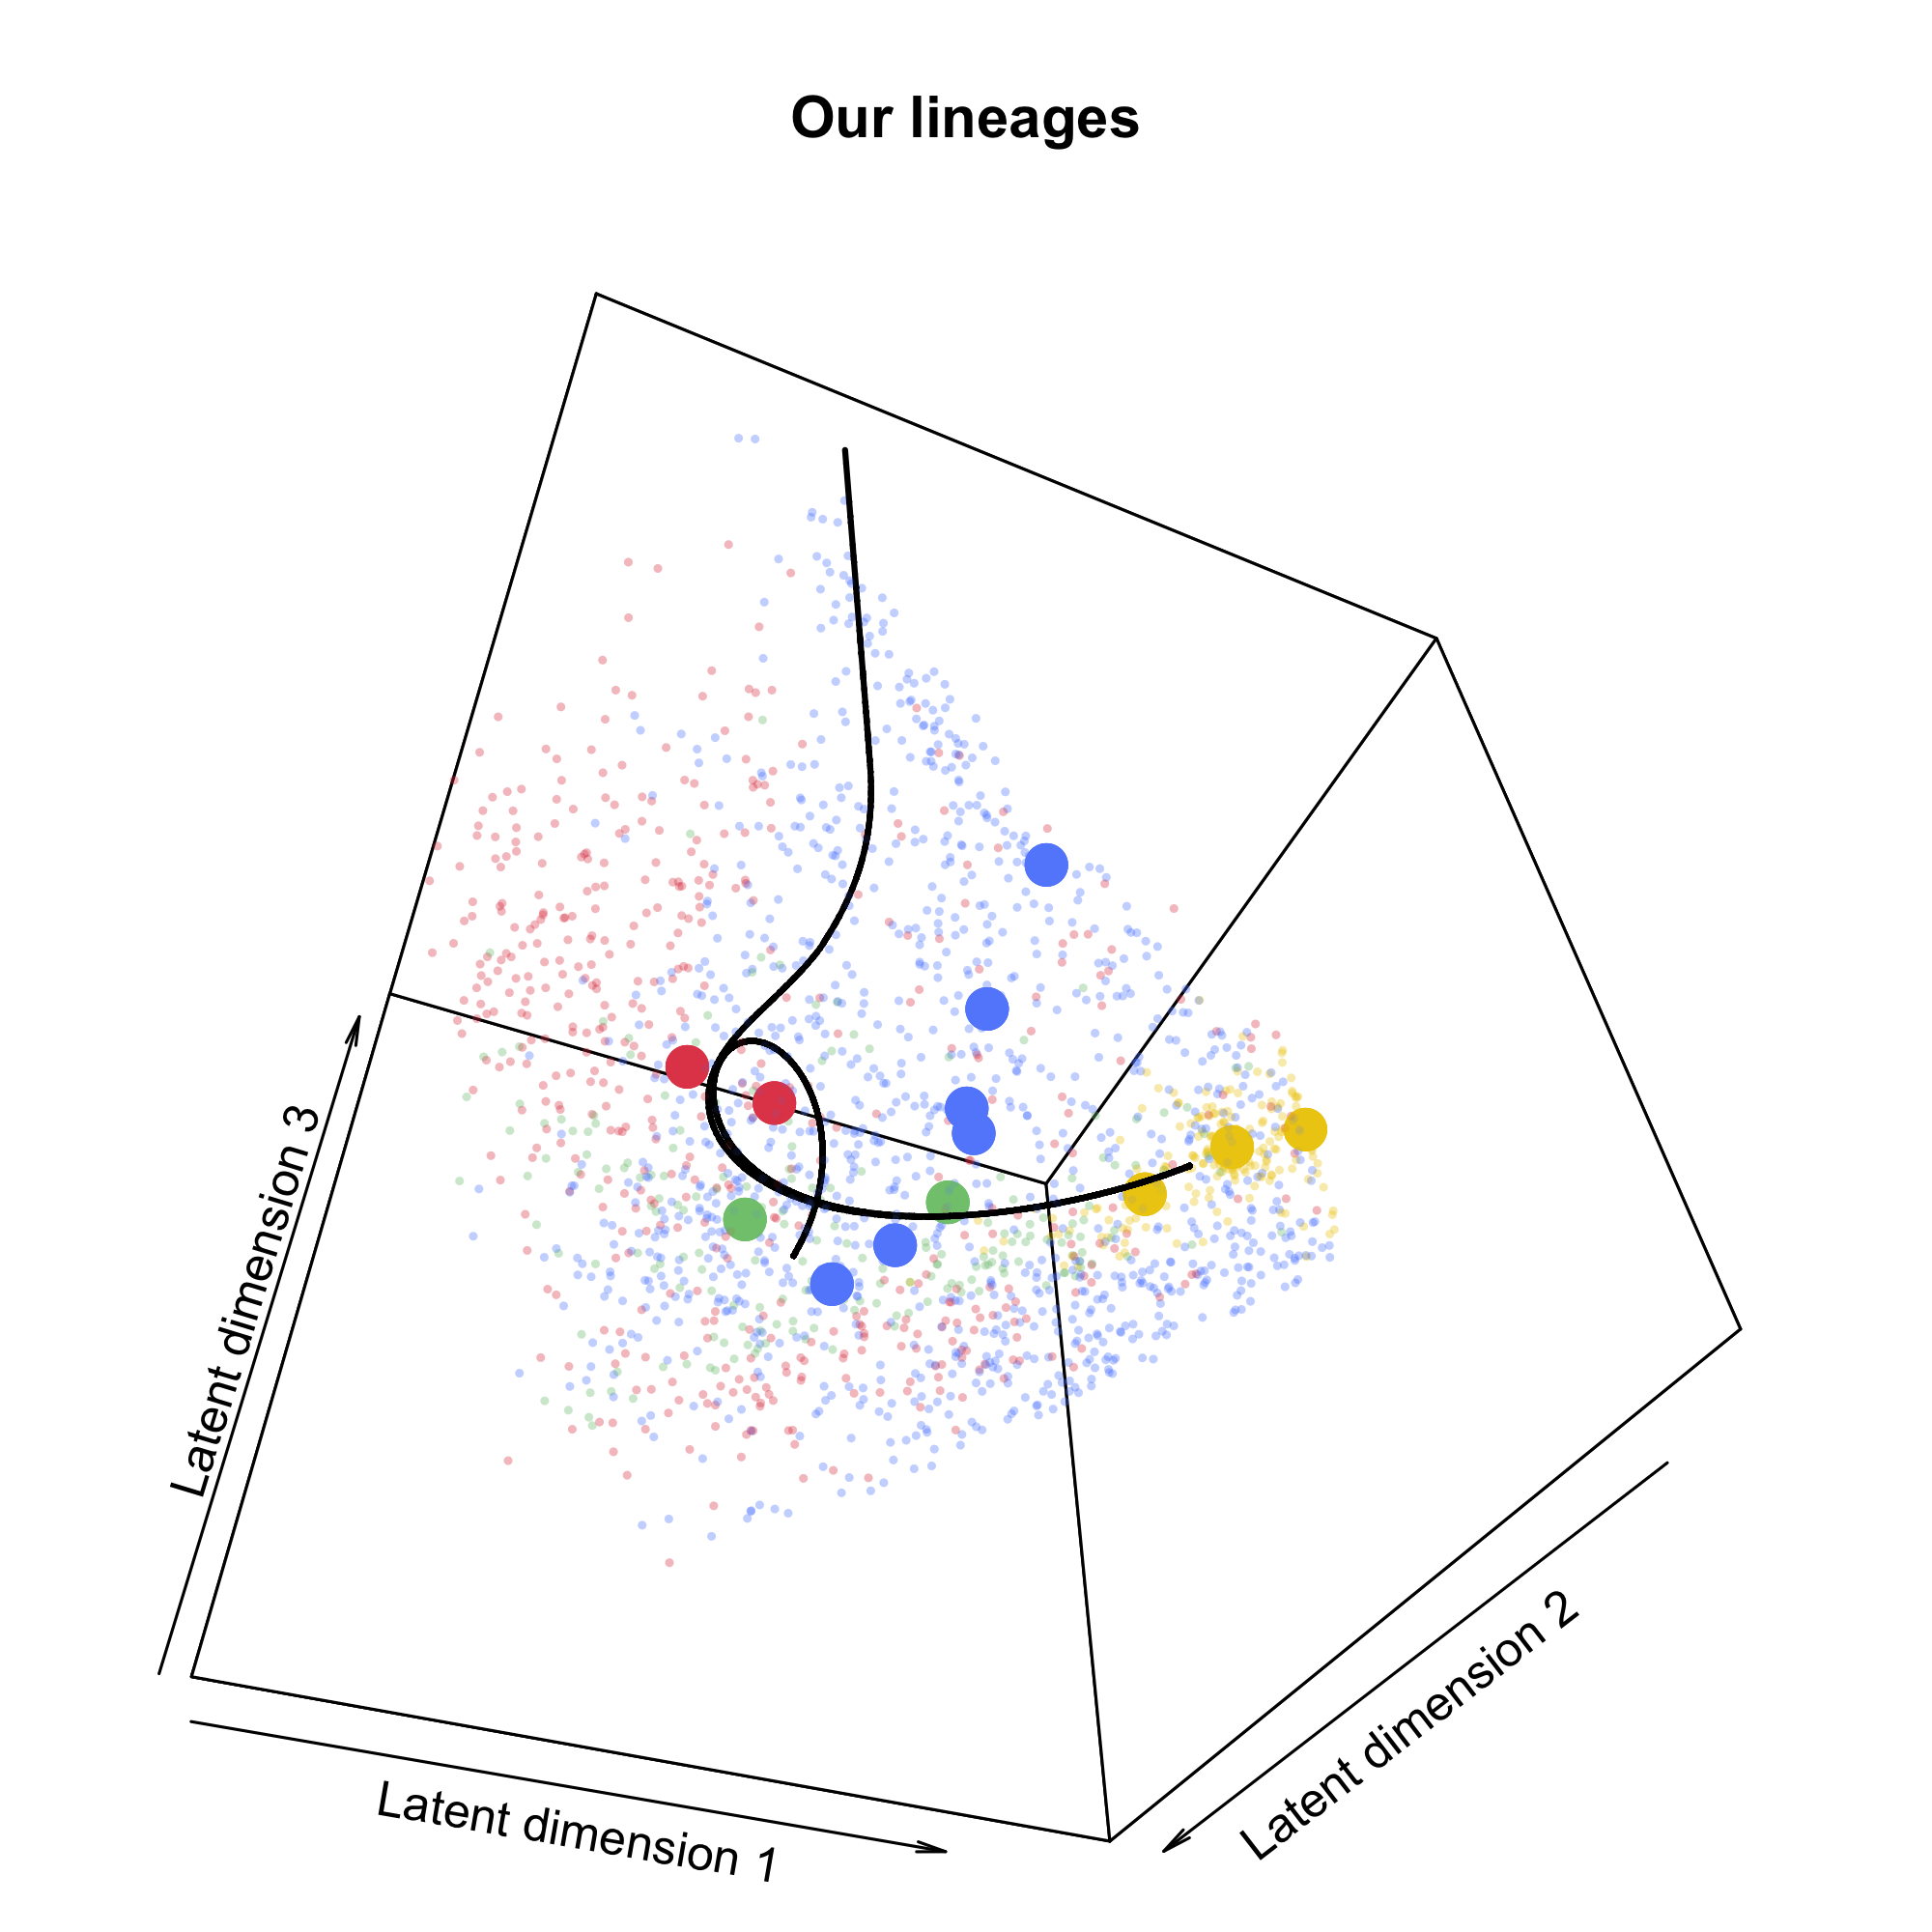 Our lineages
Latent dimension 3
Latent dimension 1
Latent dimension 2